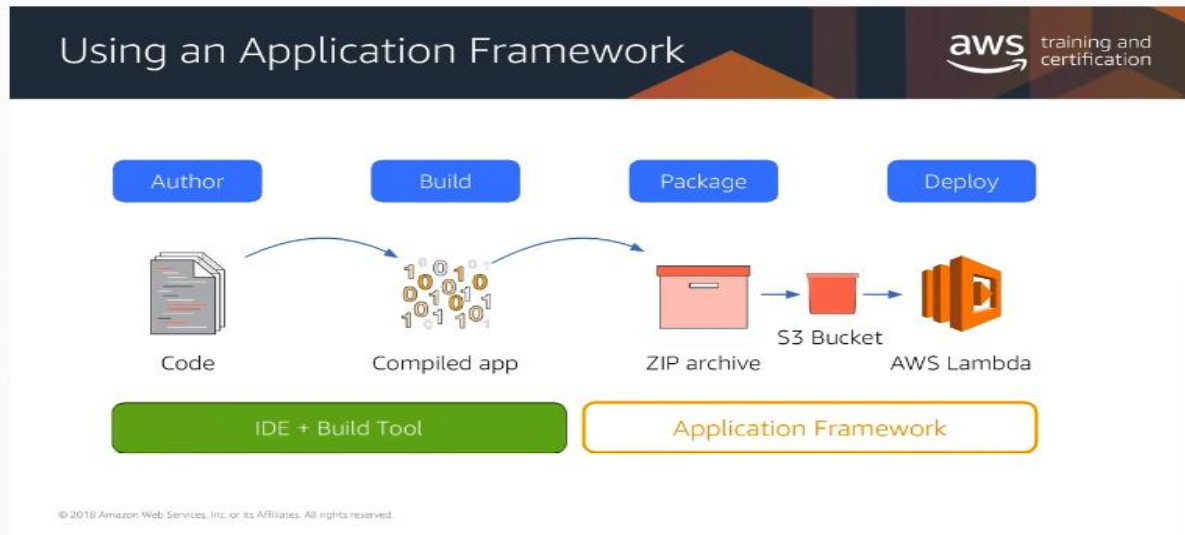 Using an Application Framework
aws training and
certification
Author
Build
Package
Deploy
Code
Compiled app
ZIP archive
S3 Bucket
AWS Lambda
IDE + Build Tool
Application Framework
© 2018 Amazon Web Services, Inc. or its Affiliates. All rights reserved.